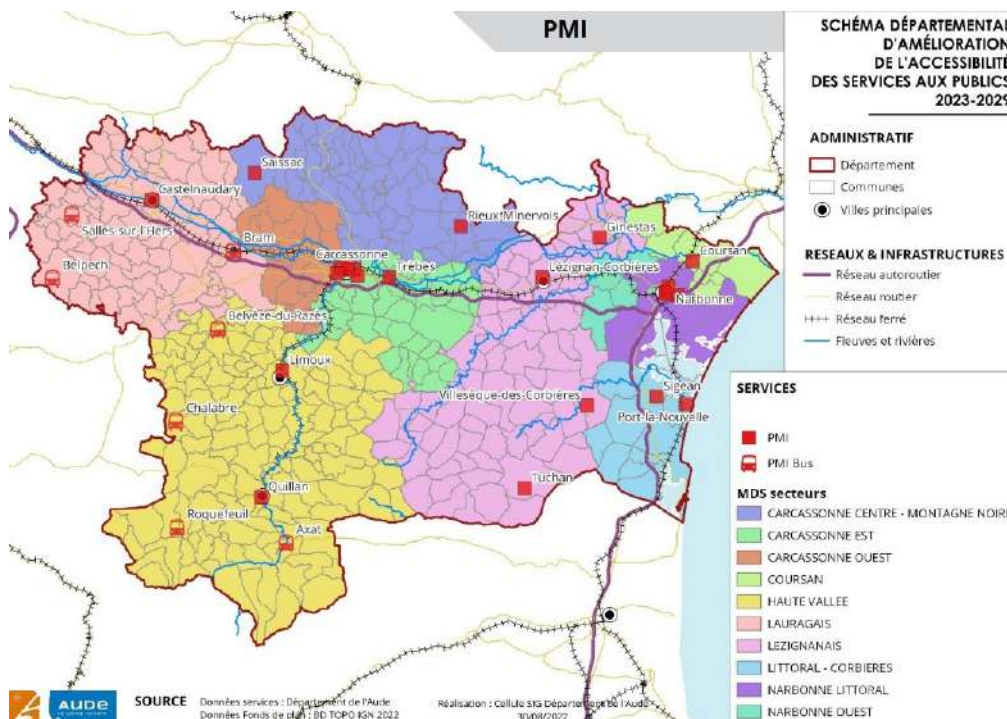 PMI
SCHÉMA DÉPARTEMENTAL
D'AMÉLIORATION
DE L'ACCESSIBILITÉ
DES SERVICES AUX PUBLICS
2023-2029
ADMINISTRATIF
Département
Communes
Villes principales
RESEAUX & INFRASTRUCTURES
Réseau autoroutier
Réseau routier
Réseau ferré
Fleuves et rivières
SERVICES
PMI
PMI Bus
MDS secteurs
CARCASSONNE CENTRE - MONTAGNE NOIRE
CARCASSONNE EST
CARCASSONNE OUEST
COURSAN
HAUTE VALLEE
LAURAGAIS
LEZIGNANAIS
LITTORAL - CORBIERES
NARBONNE LITTORAL
NARBONNE OUEST
Saissac
Castelnaudary
Rieux-Minervois
Salles-sur-l'Hers
Bram
Ginestas
Coursan
Belpech
Carcassonne
Trèbes
Lézignan-Corbières
Narbonne
Belvèze-du-Razès
Limoux
Sigean
Villesèque-des-Corbières
Port-la-Nouvelle
Chalabre
Tuchan
Quillan
Roquefeuil
Axat
AUDE
SOURCE
Données services : Département de l'Aude
Données Fonds de plan : BD TOPO IGN 2022
Réalisation : Cellule SIG Département de l'Aude
30/08/2022